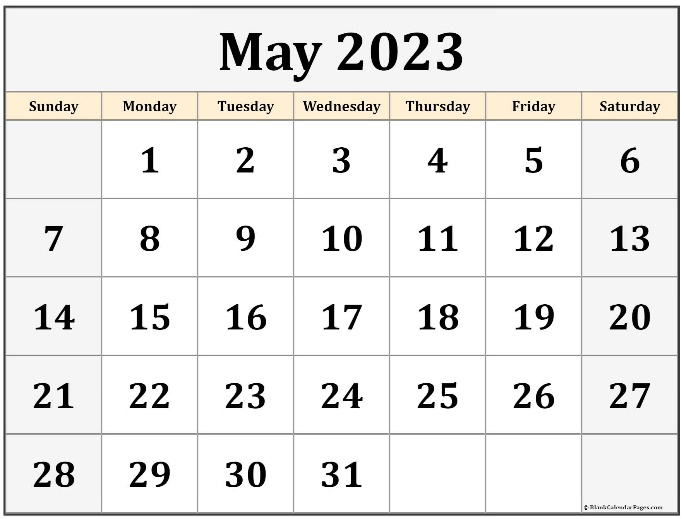 May 2023
Sunday Monday Tuesday Wednesday Thursday Friday Saturday
1 2 3 4 5 6
7 8 9 10 11 12 13
14 15 16 17 18 19 20
21 22 23 24 25 26 27
28 29 30 31
© BlankCalendarPages.com